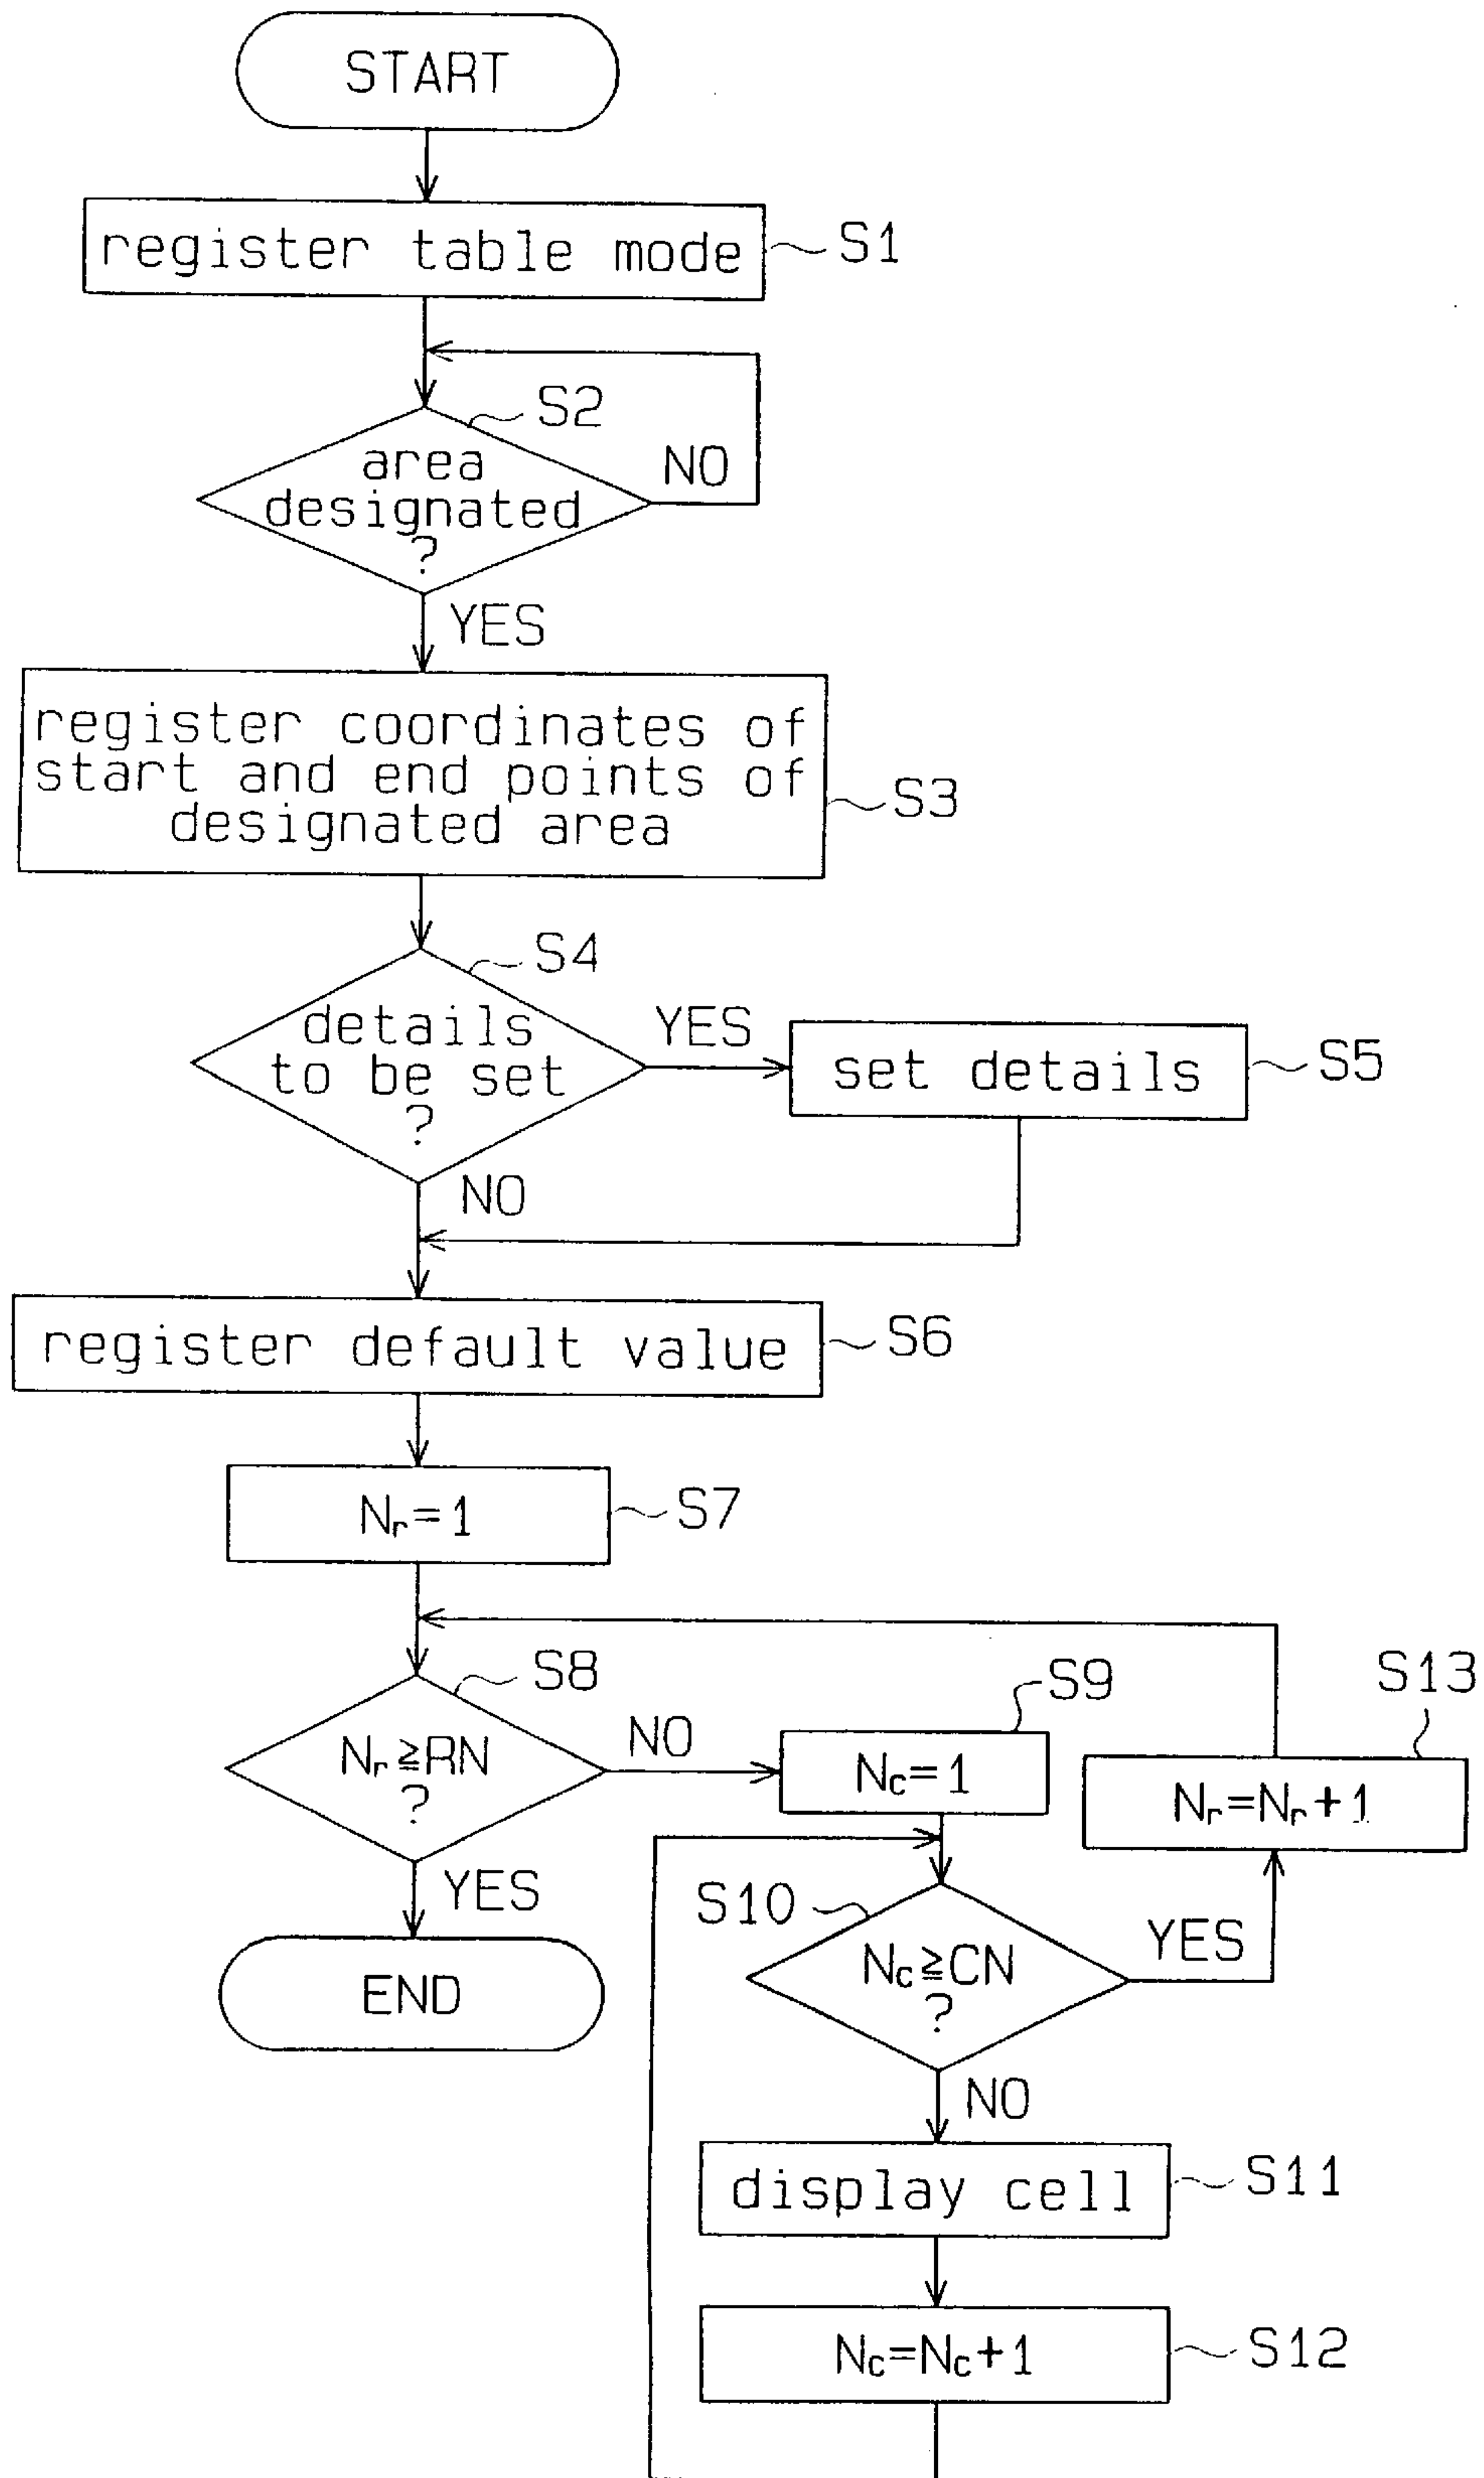 START
register table mode
S1
S2
area
designated
?
NO
YES
register coordinates of
start and end points of
designated area
S3
S4
details
to be set
?
YES
set details
S5
NO
register default value
S6
Nr=1
S7
S8
Nr≧RN
?
NO
YES
END
S9
Nc=1
S13
Nr=Nr+1
S10
Nc≧CN
?
YES
NO
display cell
S11
Nc=Nc+1
S12